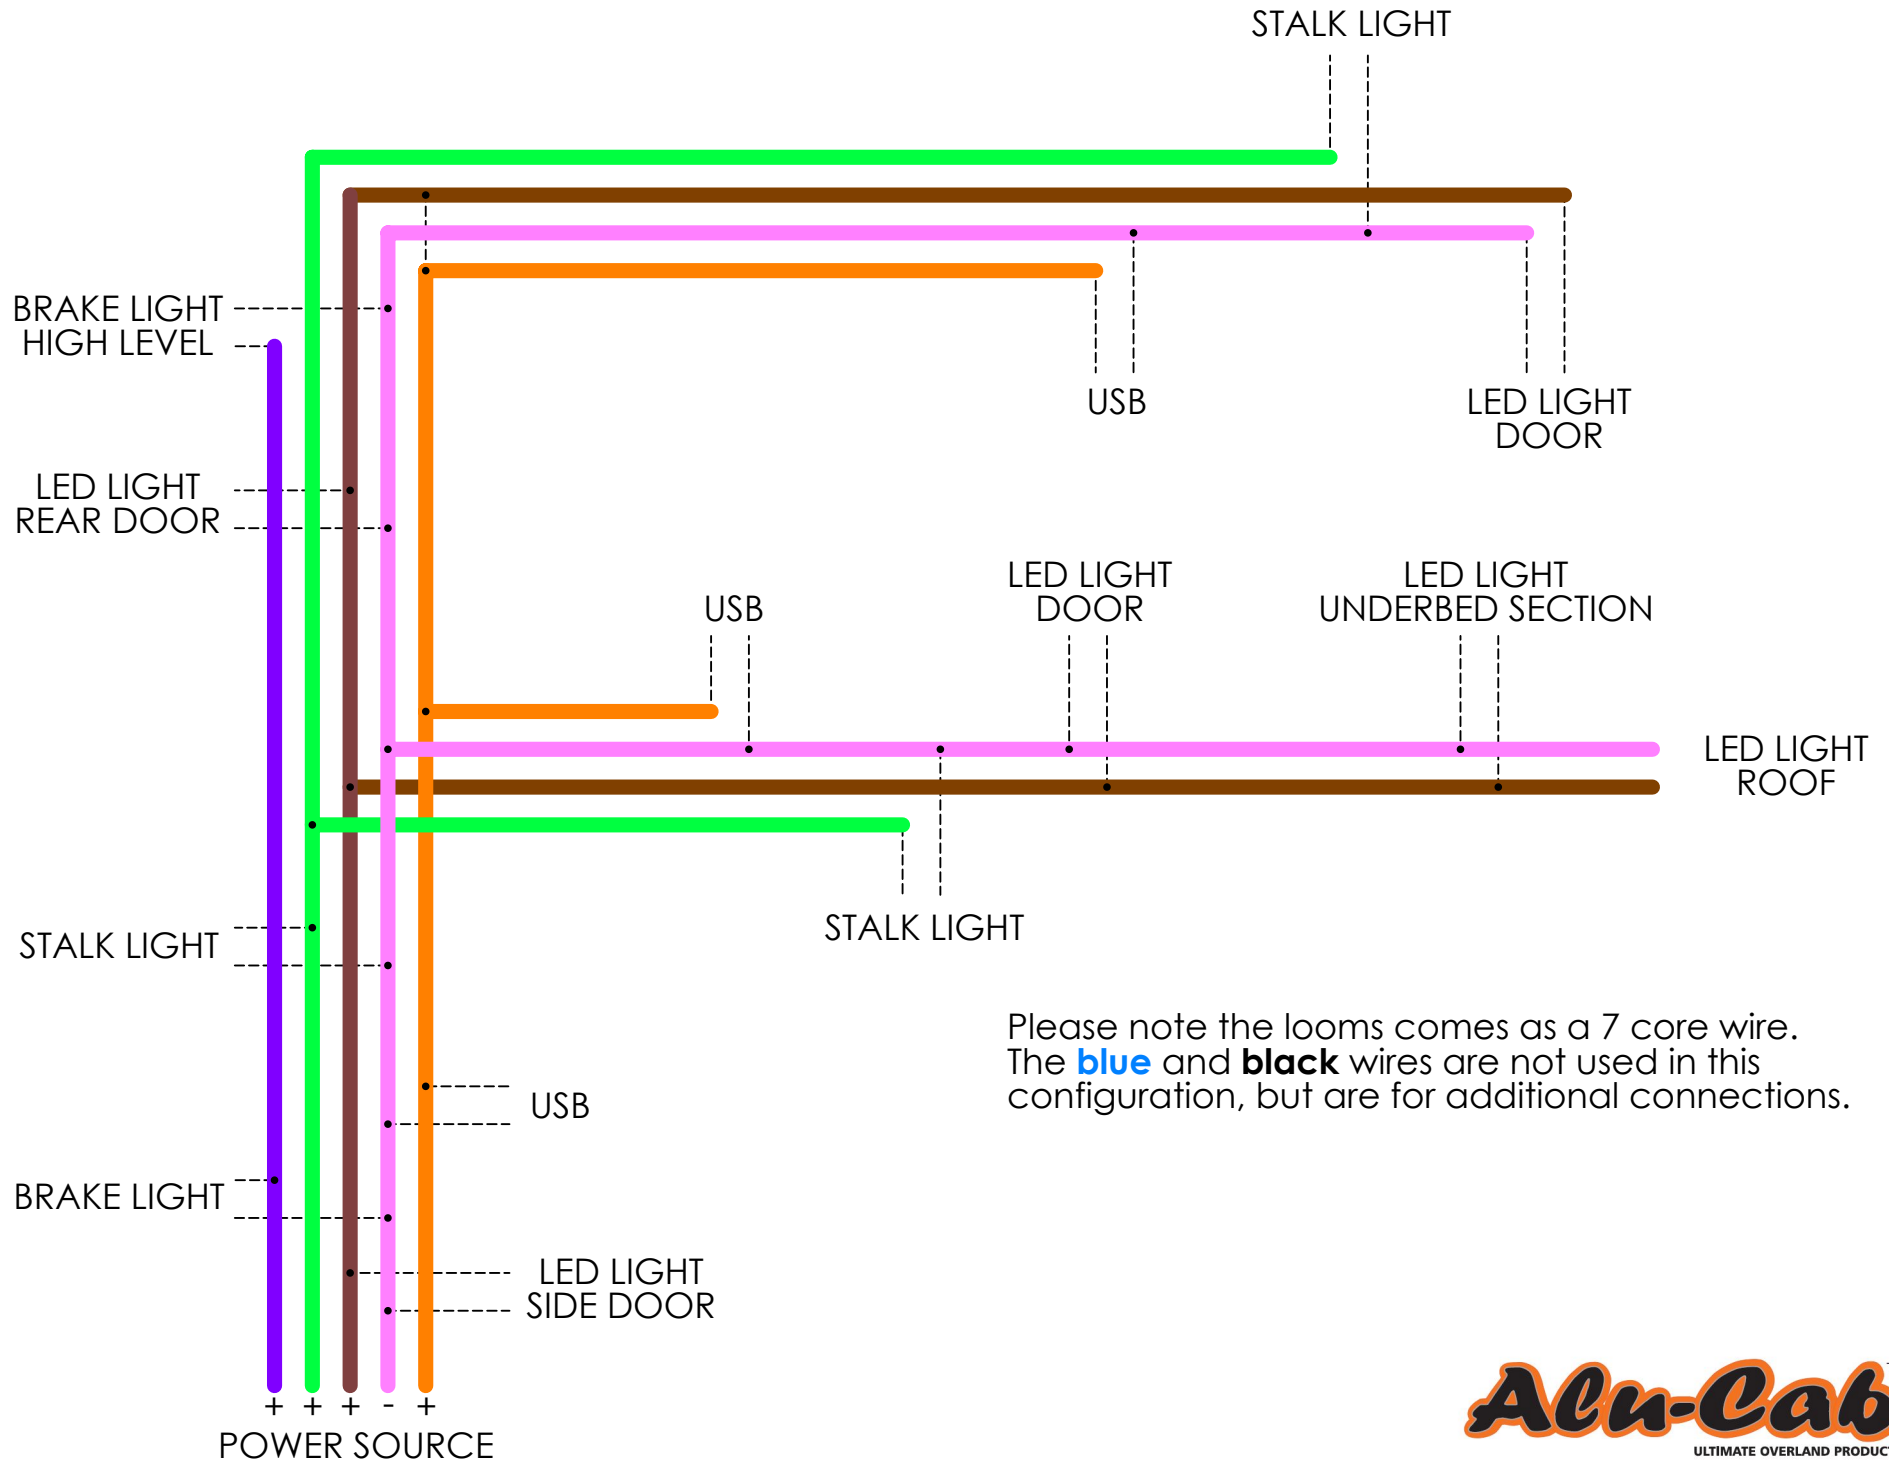 STALK LIGHT
BRAKE LIGHT
HIGH LEVEL
USB
LED LIGHT
DOOR
LED LIGHT
REAR DOOR
USB
LED LIGHT
DOOR
LED LIGHT
UNDERBED SECTION
LED LIGHT
ROOF
STALK LIGHT
STALK LIGHT
Please note the looms comes as a 7 core wire.
The blue and black wires are not used in this
configuration, but are for additional connections.
USB
BRAKE LIGHT
LED LIGHT
SIDE DOOR
+ + + - +
POWER SOURCE
Alu-Cab
ULTIMATE OVERLAND PRODUCT